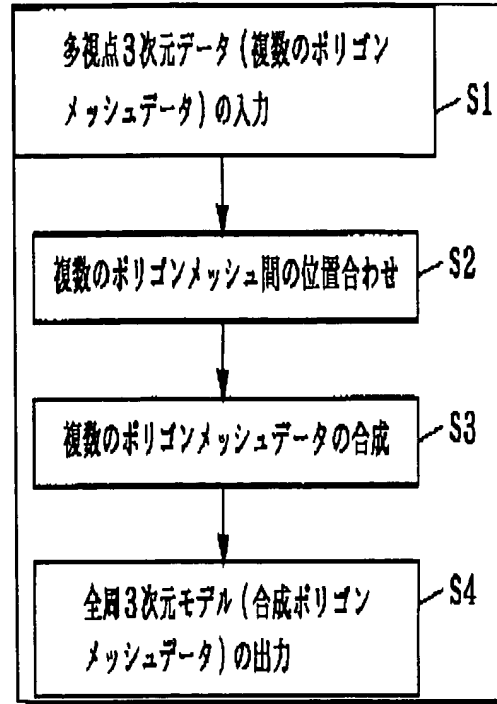 多視点3次元データ(複数のポリゴン
メッシュデータ)の入力
S1
複数のポリゴンメッシュ間の位置合わせ
S2
複数のポリゴンメッシュデータの合成
S3
全周3次元モデル(合成ポリゴン
メッシュデータ)の出力
S4